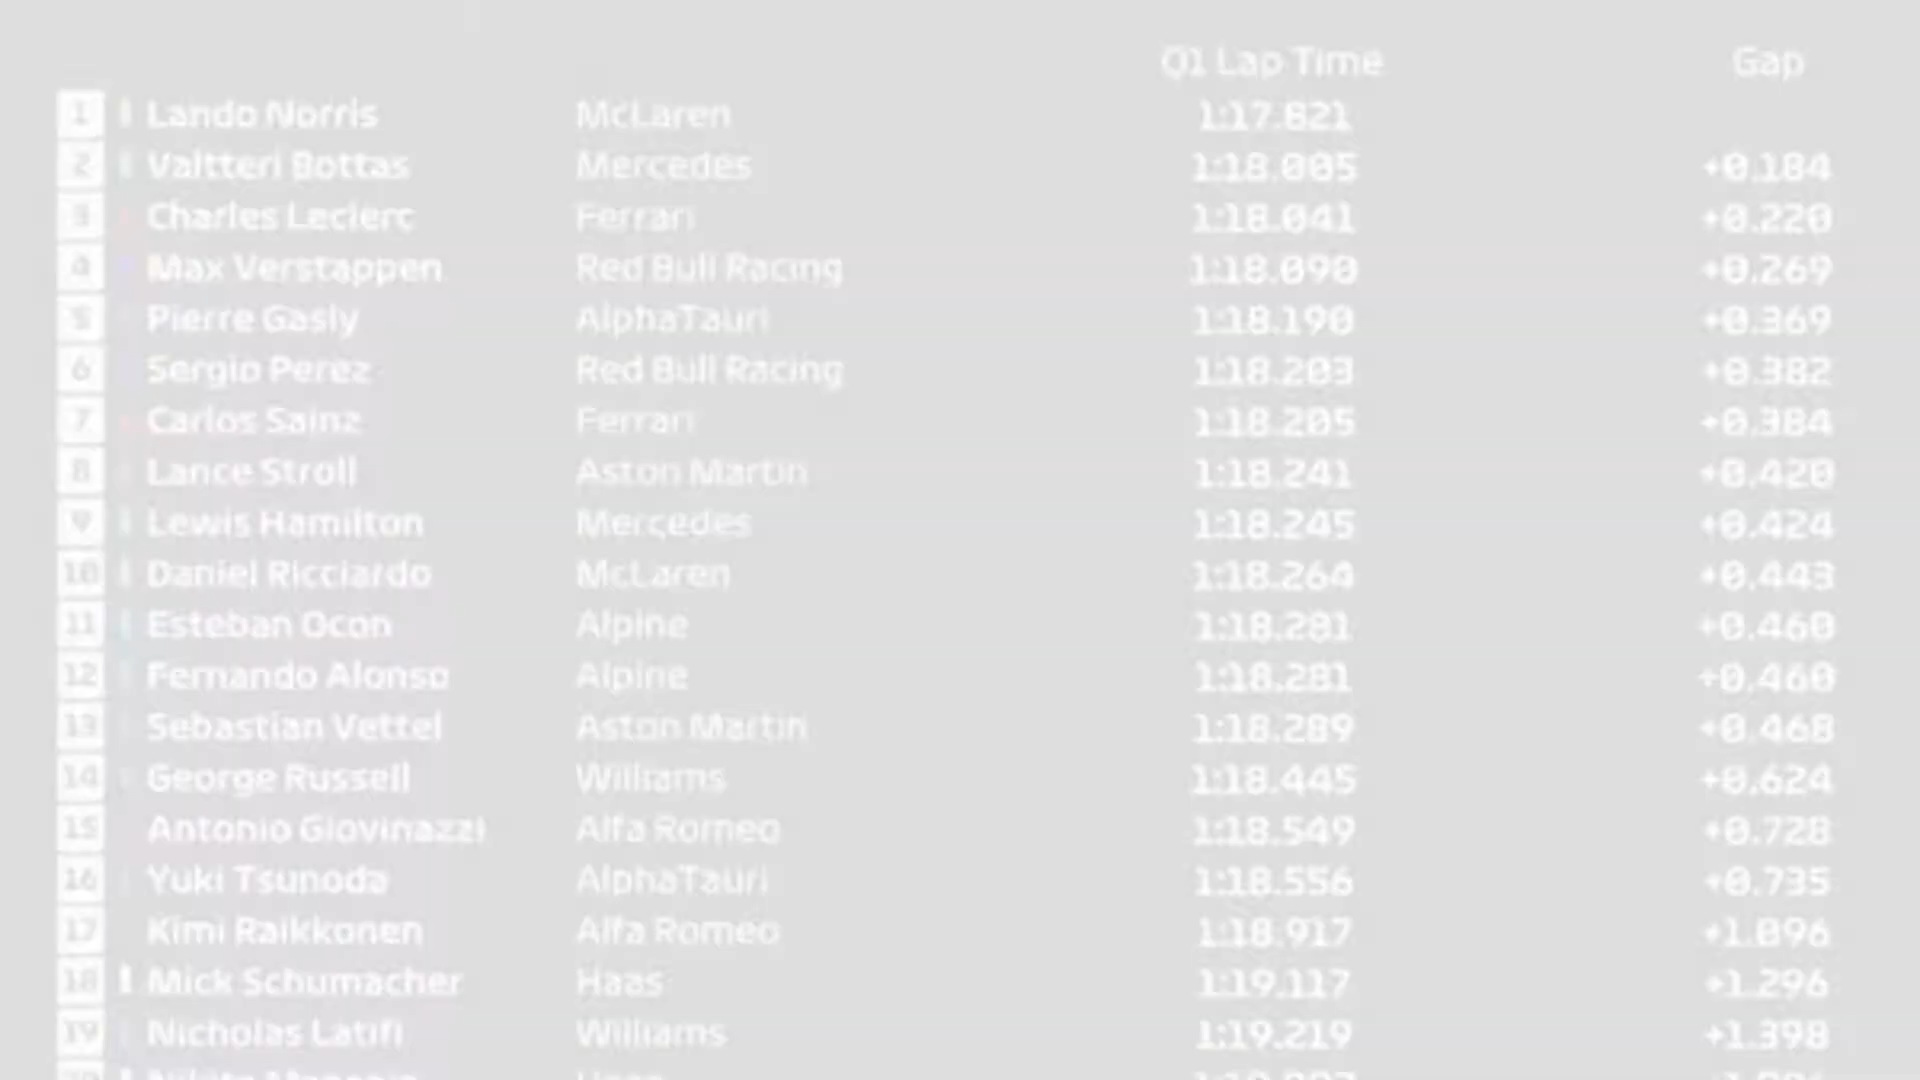 Q1 Lap Time Gap
1 Lando Norris McLaren 1:17.821
2 Valtteri Bottas Mercedes 1:18.005 +0.184
3 Charles Leclerc Ferrari 1:18.041 +0.220
4 Max Verstappen Red Bull Racing 1:18.090 +0.269
5 Pierre Gasly AlphaTauri 1:18.190 +0.369
6 Sergio Perez Red Bull Racing 1:18.203 +0.382
7 Carlos Sainz Ferrari 1:18.205 +0.384
8 Lance Stroll Aston Martin 1:18.241 +0.420
9 Lewis Hamilton Mercedes 1:18.245 +0.424
10 Daniel Ricciardo McLaren 1:18.264 +0.443
11 Esteban Ocon Alpine 1:18.281 +0.460
12 Fernando Alonso Alpine 1:18.281 +0.460
13 Sebastian Vettel Aston Martin 1:18.289 +0.468
14 George Russell Williams 1:18.445 +0.624
15 Antonio Giovinazzi Alfa Romeo 1:18.549 +0.728
16 Yuki Tsunoda AlphaTauri 1:18.556 +0.735
17 Kimi Raikkonen Alfa Romeo 1:18.917 +1.096
18 Mick Schumacher Haas 1:19.117 +1.296
19 Nicholas Latifi Williams 1:19.219 +1.398